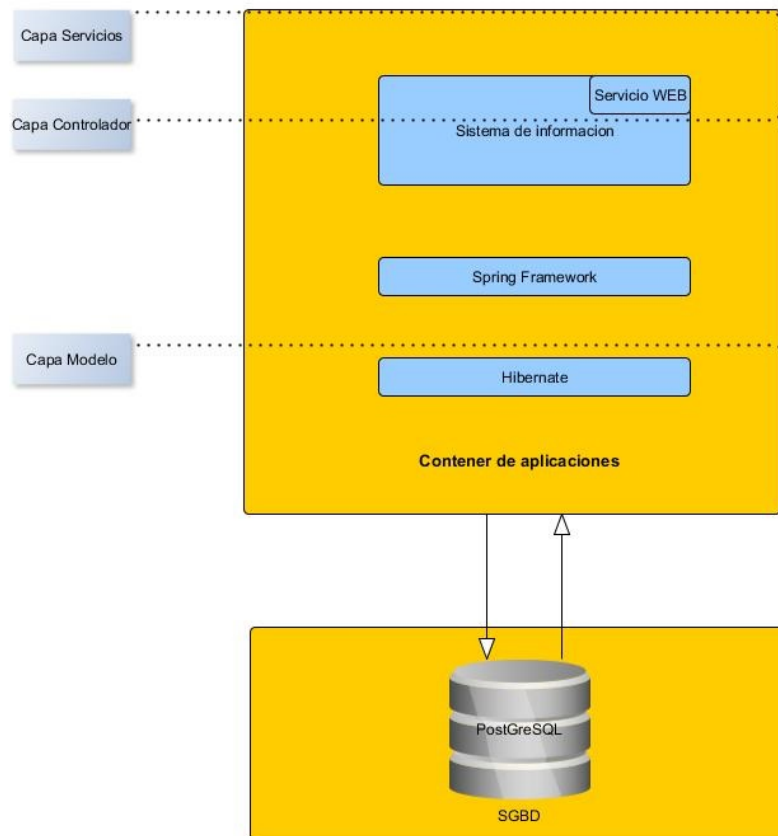 Capa Servicios
Servicio WEB
Capa Controlador
Sistema de informacion
Spring Framework
Capa Modelo
Hibernate
Contener de aplicaciones
PostGreSQL
SGBD